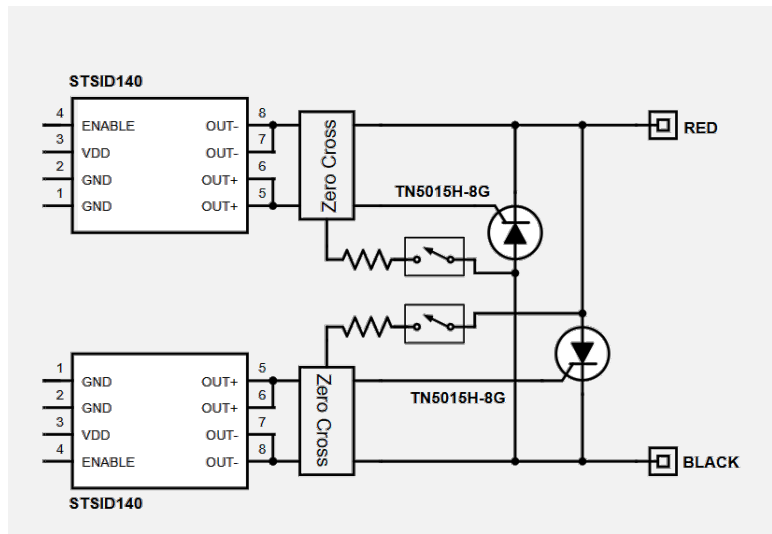 STSID140
4 ENABLE OUT- 8
3 VDD OUT- 7
2 GND OUT+ 6
1 GND OUT+ 5
Zero Cross
RED
TN5015H-8G
1 GND OUT+ 5
2 GND OUT+ 6
3 VDD OUT- 7
4 ENABLE OUT- 8
Zero Cross
TN5015H-8G
BLACK
STSID140